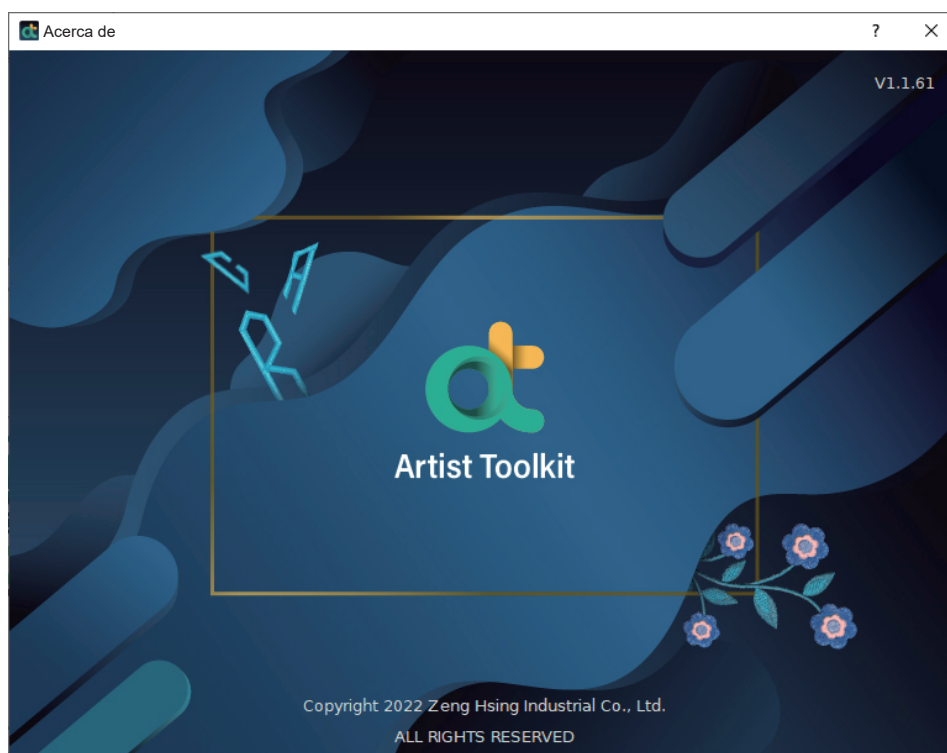 Acerca de
V1.1.61
Artist Toolkit
Copyright 2022 Zeng Hsing Industrial Co., Ltd.
ALL RIGHTS RESERVED